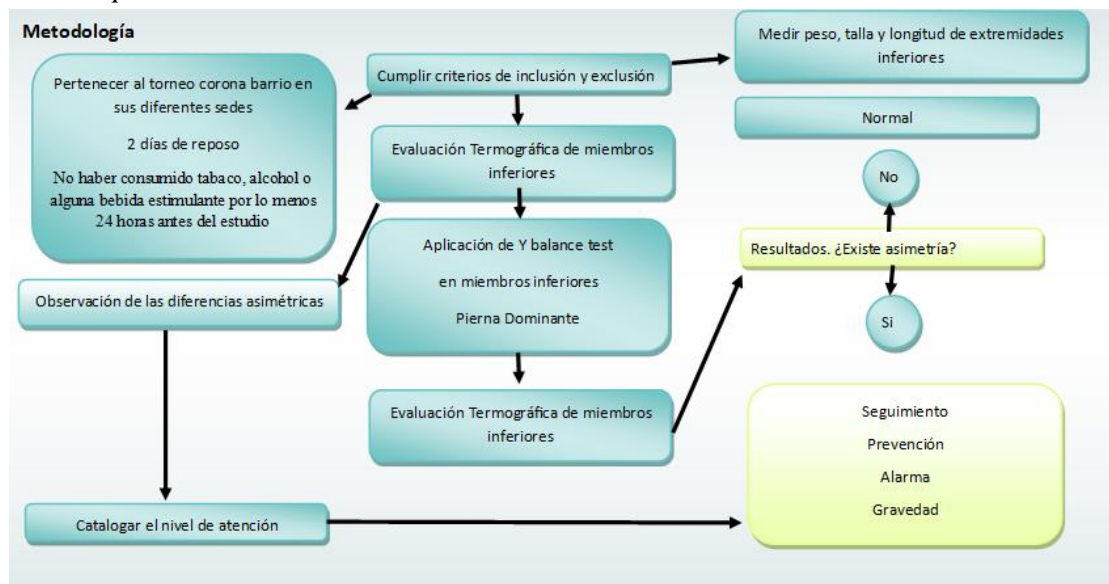 Metodología
Pertenecer al torneo corona barrio en
sus diferentes sedes
2 días de reposo
No haber consumido tabaco, alcohol o
alguna bebida estimulante por lo menos
24 horas antes del estudio
Cumplir criterios de inclusión y exclusión
Medir peso, talla y longitud de extremidades
inferiores
Normal
Evaluación Termográfica de miembros
inferiores
No
Aplicación de Y balance test
en miembros inferiores
Pierna Dominante
Resultados. ¿Existe asimetría?
Observación de las diferencias asimétricas
Si
Evaluación Termográfica de miembros
inferiores
Seguimiento
Prevención
Alarma
Gravedad
Catalogar el nivel de atención